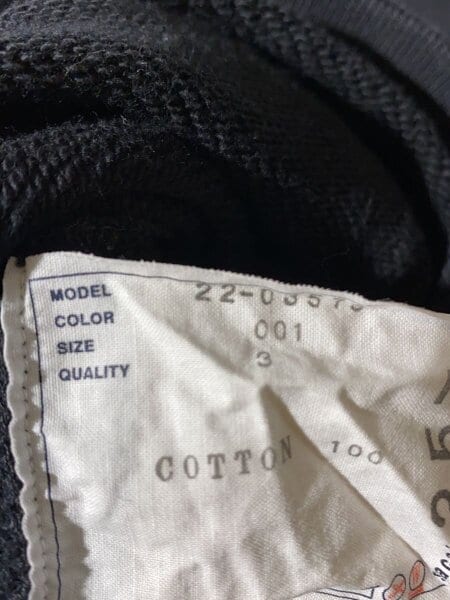 MODEL
COLOR 001
SIZE 3
QUALITY
COTTON 100